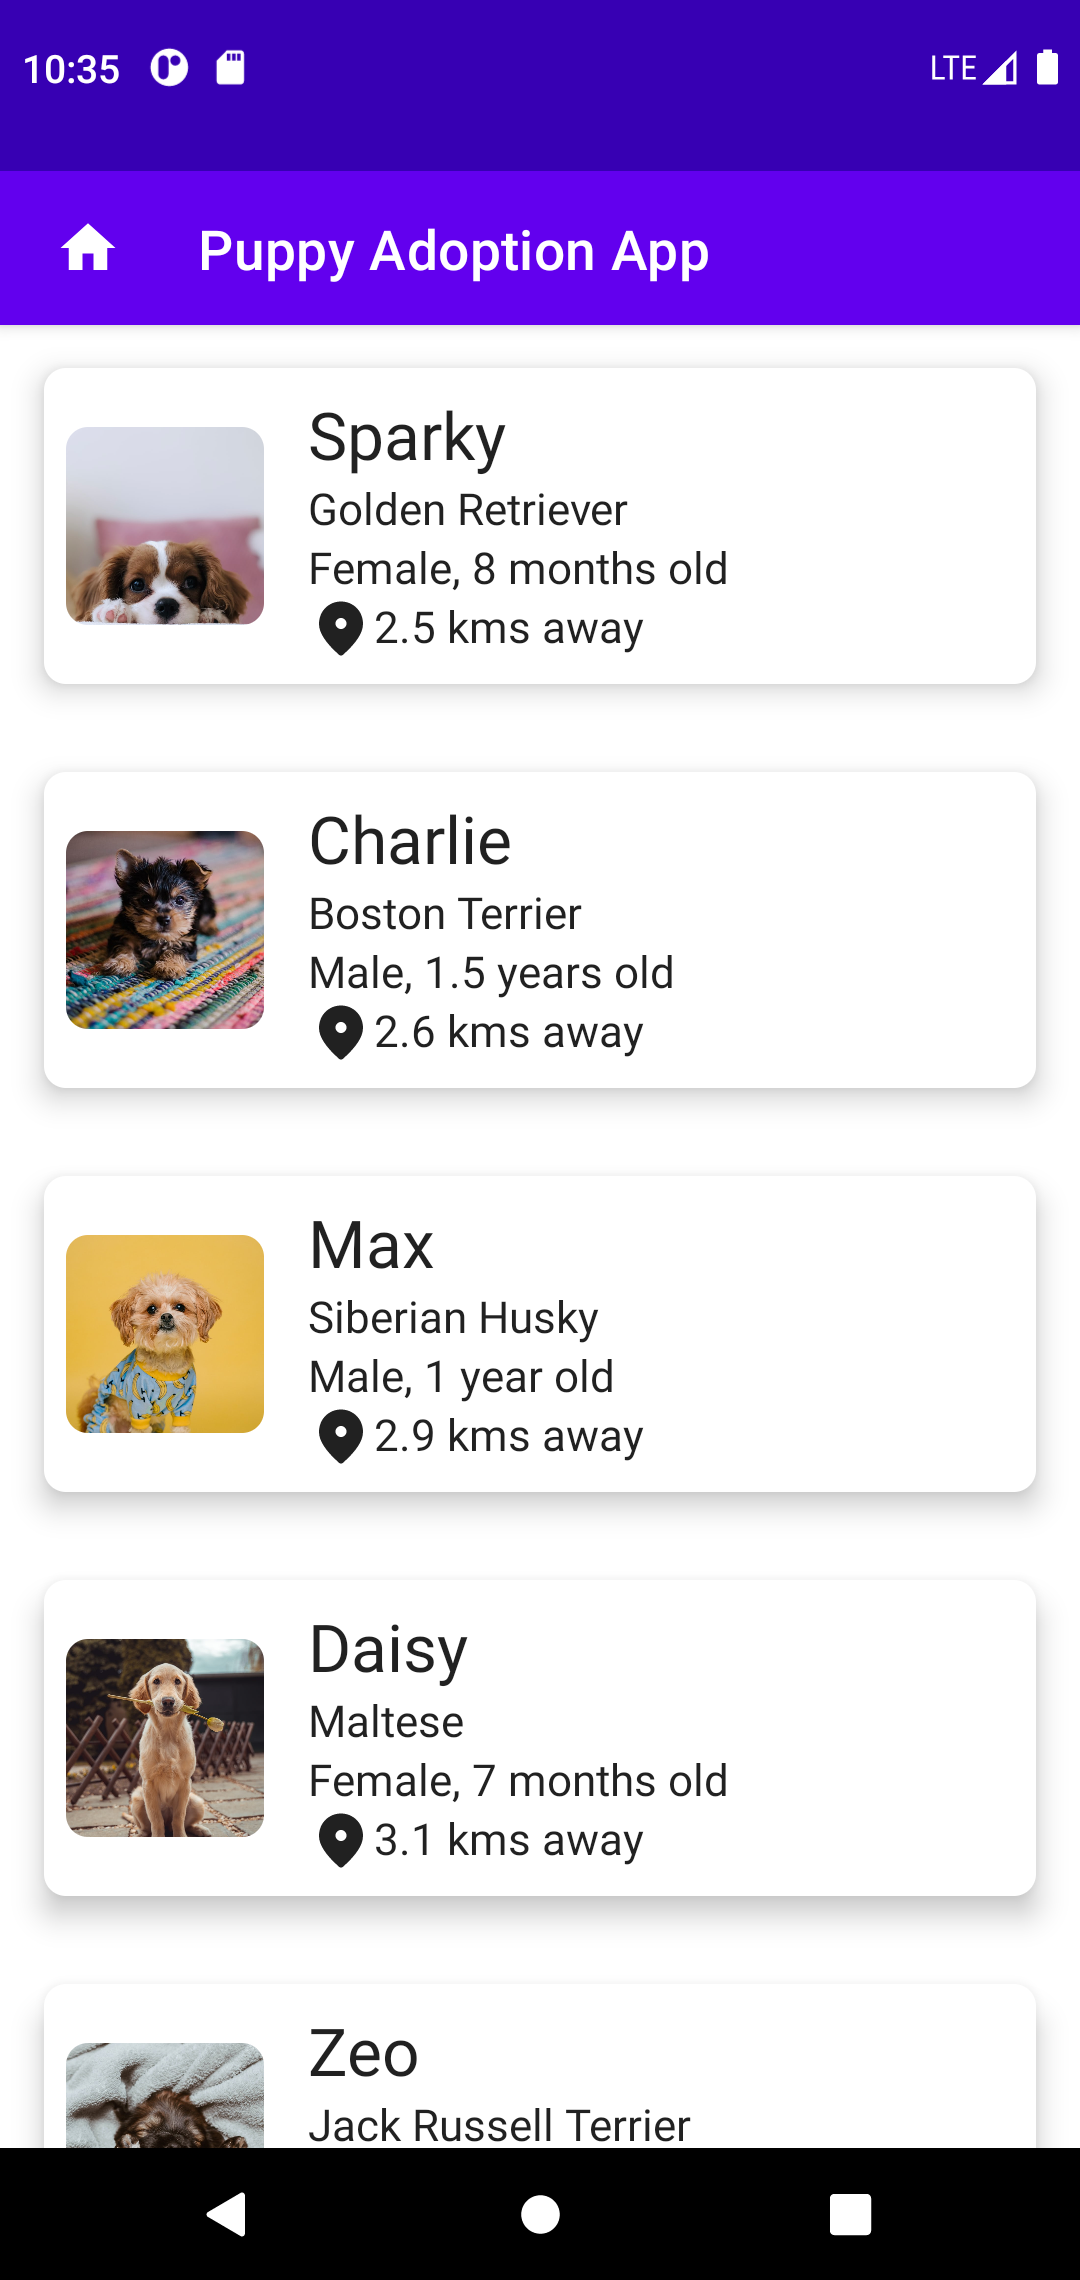 10:35
LTE
Puppy Adoption App
Sparky
Golden Retriever
Female, 8 months old
2.5 kms away
Charlie
Boston Terrier
Male, 1.5 years old
2.6 kms away
Max
Siberian Husky
Male, 1 year old
2.9 kms away
Daisy
Maltese
Female, 7 months old
3.1 kms away
Zeo
Jack Russell Terrier